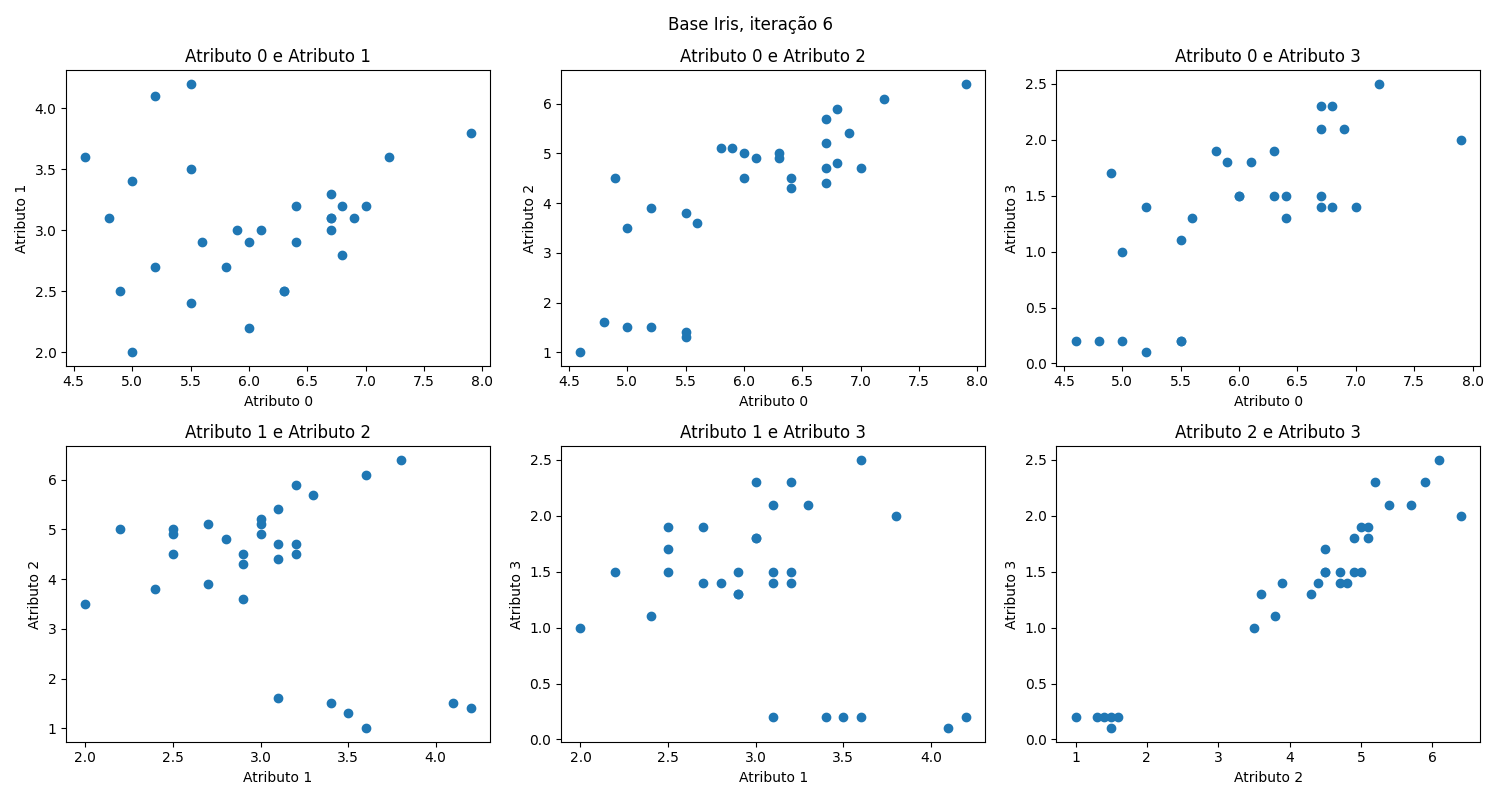 Base Iris, iteração 6
Atributo 0 e Atributo 1
Atributo 0 e Atributo 2
Atributo 0 e Atributo 3
Atributo 1
4.0
3.5
3.0
2.5
2.0
4.5 5.0 5.5 6.0 6.5 7.0 7.5 8.0
Atributo 0
Atributo 2
6
5
4
3
2
1
4.5 5.0 5.5 6.0 6.5 7.0 7.5 8.0
Atributo 0
Atributo 3
2.5
2.0
1.5
1.0
0.5
0.0
4.5 5.0 5.5 6.0 6.5 7.0 7.5 8.0
Atributo 0
Atributo 1 e Atributo 2
Atributo 1 e Atributo 3
Atributo 2 e Atributo 3
Atributo 2
6
5
4
3
2
1
2.0 2.5 3.0 3.5 4.0
Atributo 1
Atributo 3
2.5
2.0
1.5
1.0
0.5
0.0
2.0 2.5 3.0 3.5 4.0
Atributo 1
Atributo 3
2.5
2.0
1.5
1.0
0.5
0.0
1 2 3 4 5 6
Atributo 2